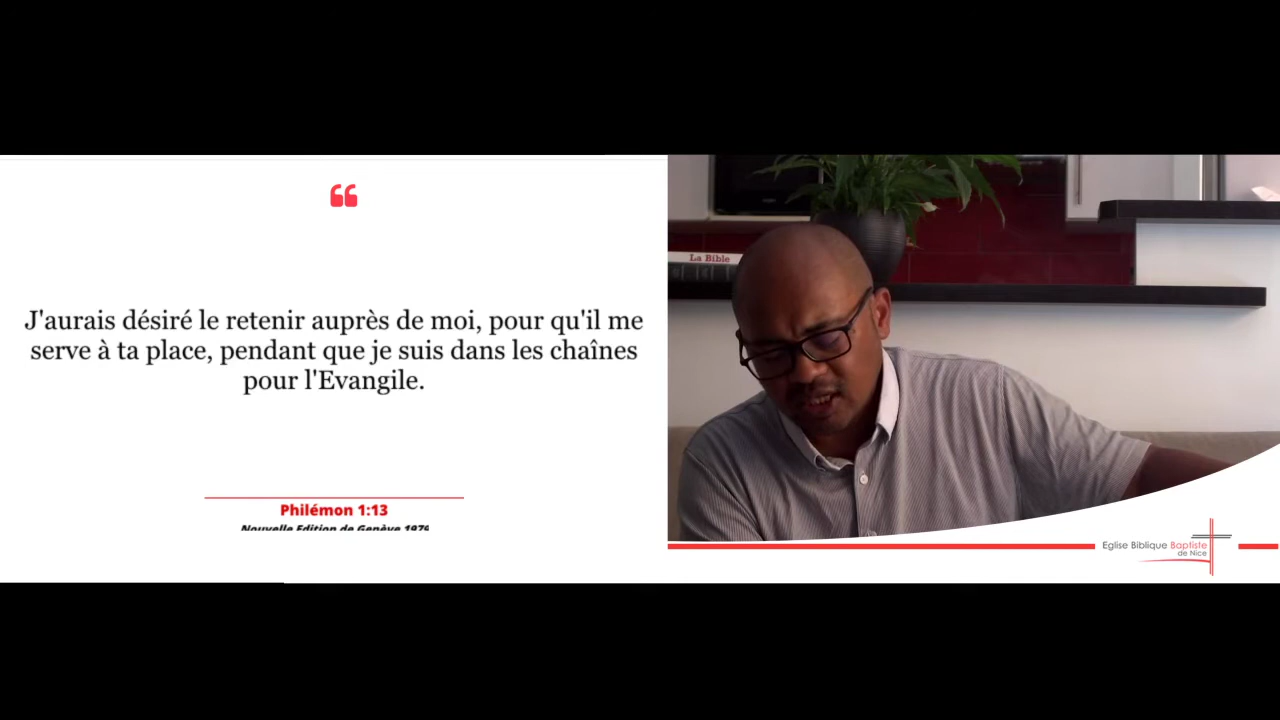 J'aurais désiré le retenir auprès de moi, pour qu'il me
serve à ta place, pendant que je suis dans les chaînes
pour l'Evangile.
Philémon 1:13
Nouvelle Edition de Genève 1979
La Bible
Eglise Biblique Baptiste
de Nice